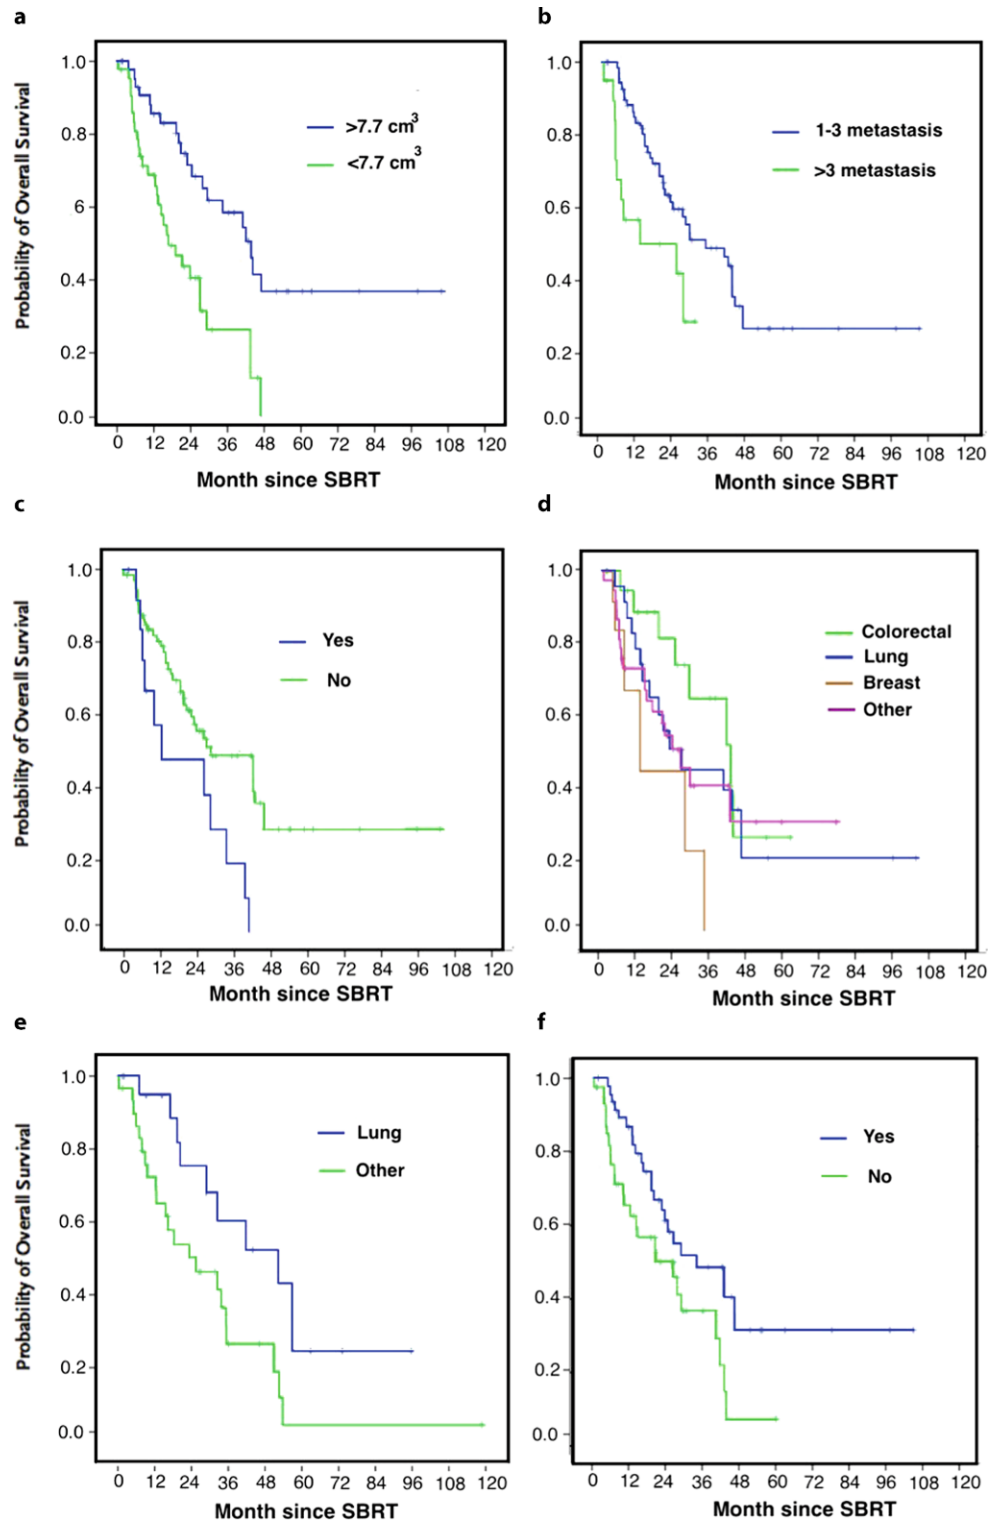 a
Probability of Overall Survival
1.0
0.8
6
0.4
0.2
0.0
>7.7 cm3
<7.7 cm3
0 12 24 36 48 60 72 84 96 108 120
Month since SBRT
b
1.0
0.8
0.6
0.4
0.2
0.0
1-3 metastasis
>3 metastasis
0 12 24 36 48 60 72 84 96 108 120
Month since SBRT
c
Probability of Overall Survival
1.0
0.8
0.6
0.4
0.2
0.0
Yes
No
0 12 24 36 48 60 72 84 96 108 120
Month since SBRT
d
1.0
0.8
0.6
0.4
0.2
0.0
Colorectal
Lung
Breast
Other
0 12 24 36 48 60 72 84 96 108 120
Month since SBRT
e
Probability of Overall Survival
1.0
0.8
0.6
0.4
0.2
0.0
Lung
Other
0 12 24 36 48 60 72 84 96 108 120
Month since SBRT
f
1.0
0.8
0.6
0.4
0.2
0.0
Yes
No
0 12 24 36 48 60 72 84 96 108 120
Month since SBRT